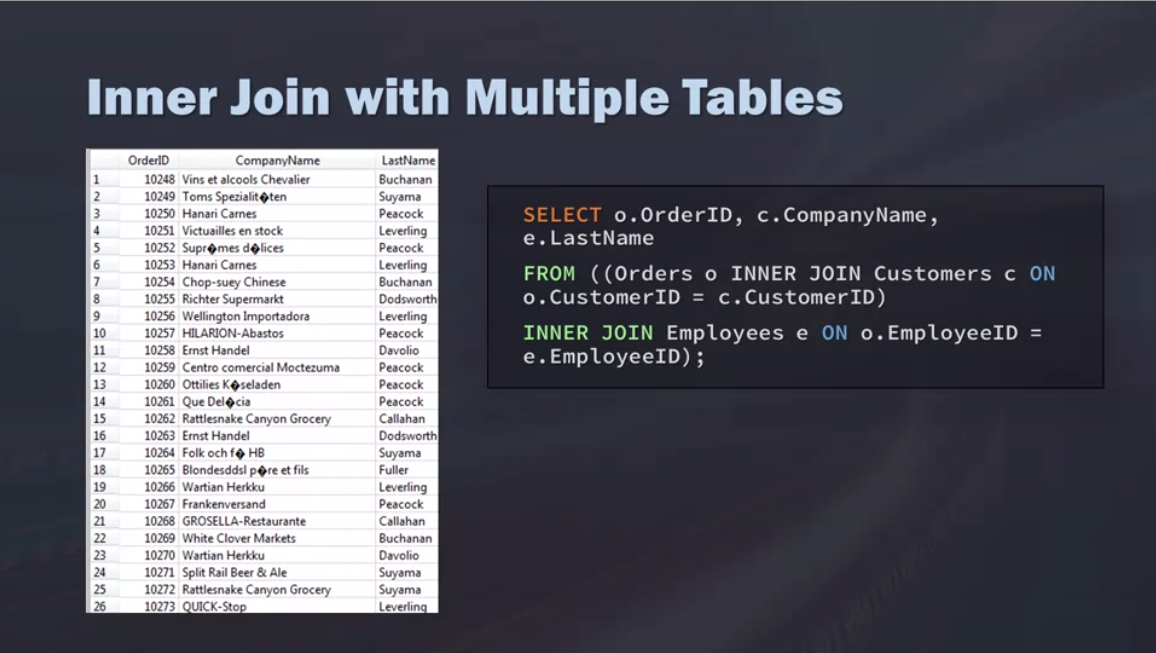 Inner Join with Multiple Tables
OrderID CompanyName LastName
1 10248 Vins et alcools Chevalier Buchanan
2 10249 Toms Spezialit�ten Suyama
3 10250 Hanari Carnes Peacock
4 10251 Victuailles en stock Leverling
5 10252 Supr�mes d�lices Peacock
6 10253 Hanari Carnes Leverling
7 10254 Chop-suey Chinese Buchanan
8 10255 Richter Supermarkt Dodsworth
9 10256 Wellington Importadora Leverling
10 10257 HILARION-Abastos Peacock
11 10258 Ernst Handel Davolio
12 10259 Centro comercial Moctezuma Peacock
13 10260 Ottilies K�seladen Peacock
14 10261 Que Del�cia Peacock
15 10262 Rattlesnake Canyon Grocery Callahan
16 10263 Ernst Handel Dodsworth
17 10264 Folk och f� HB Suyama
18 10265 Blondesddsl p�re et fils Fuller
19 10266 Wartian Herkku Leverling
20 10267 Frankenversand Peacock
21 10268 GROSELLA-Restaurante Callahan
22 10269 White Clover Markets Buchanan
23 10270 Wartian Herkku Davolio
24 10271 Split Rail Beer & Ale Suyama
25 10272 Rattlesnake Canyon Grocery Suyama
26 10273 QUICK-Stop Leverling
SELECT o.OrderID, c.CompanyName,
e.LastName
FROM ((Orders o INNER JOIN Customers c ON
o.CustomerID = c.CustomerID)
INNER JOIN Employees e ON o.EmployeeID =
e.EmployeeID);